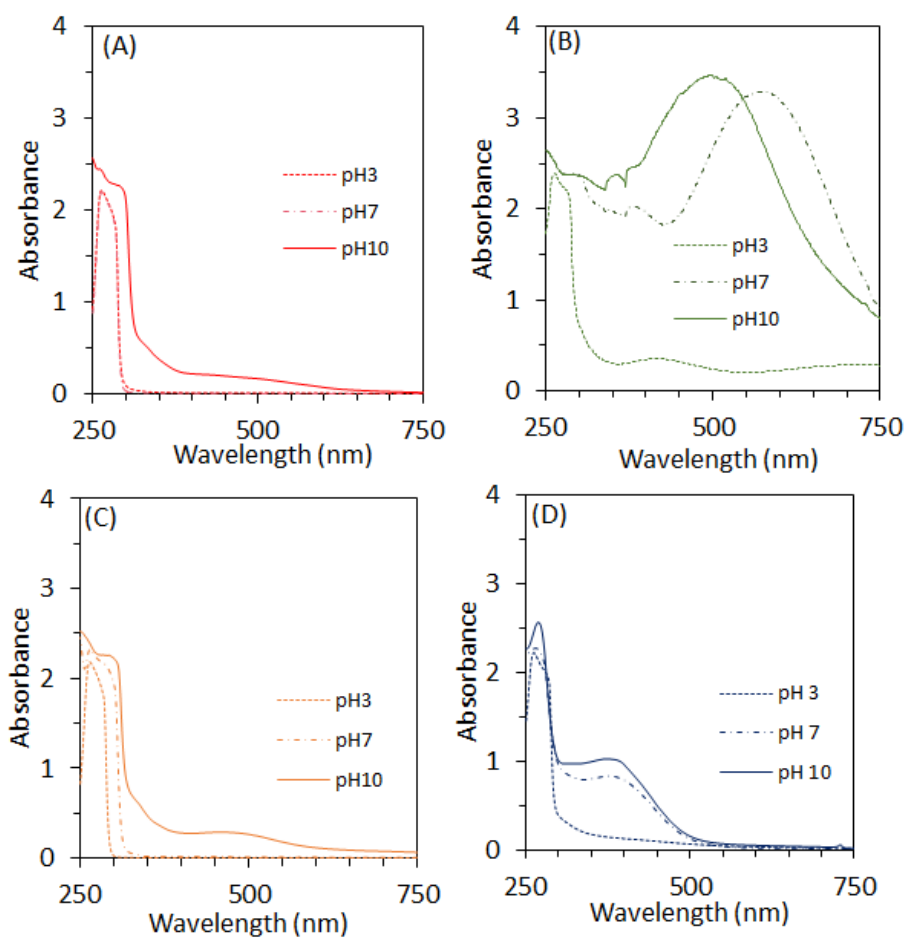 (A)
4
3
2
1
0
250
500
750
Absorbance
Wavelength (nm)
pH3
pH7
pH10
(B)
4
3
2
1
0
250
500
750
Absorbance
Wavelength (nm)
pH3
pH7
pH10
(C)
4
3
2
1
0
250
500
750
Absorbance
Wavelength (nm)
pH3
pH7
pH10
(D)
4
3
2
1
0
250
500
750
Absorbance
Wavelength (nm)
pH 3
pH 7
pH 10